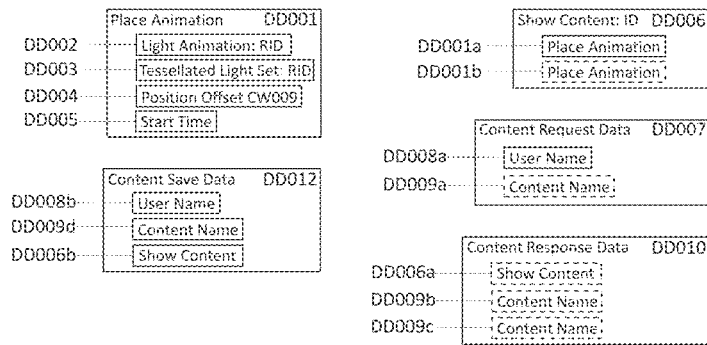 Place Animation DD001
DD002 Light Animation: RID
DD003 Tessellated Light Set: RID
DD004 Position Offset CW009
DD005 Start Time
Show Content: ID DD006
DD001a Place Animation
DD001b Place Animation
Content Request Data DD007
DD008a User Name
DD009a Content Name
Content Save Data DD012
DD008b User Name
DD009d Content Name
DD006b Show Content
Content Response Data DD010
DD006a Show Content
DD009b Content Name
DD009c Content Name